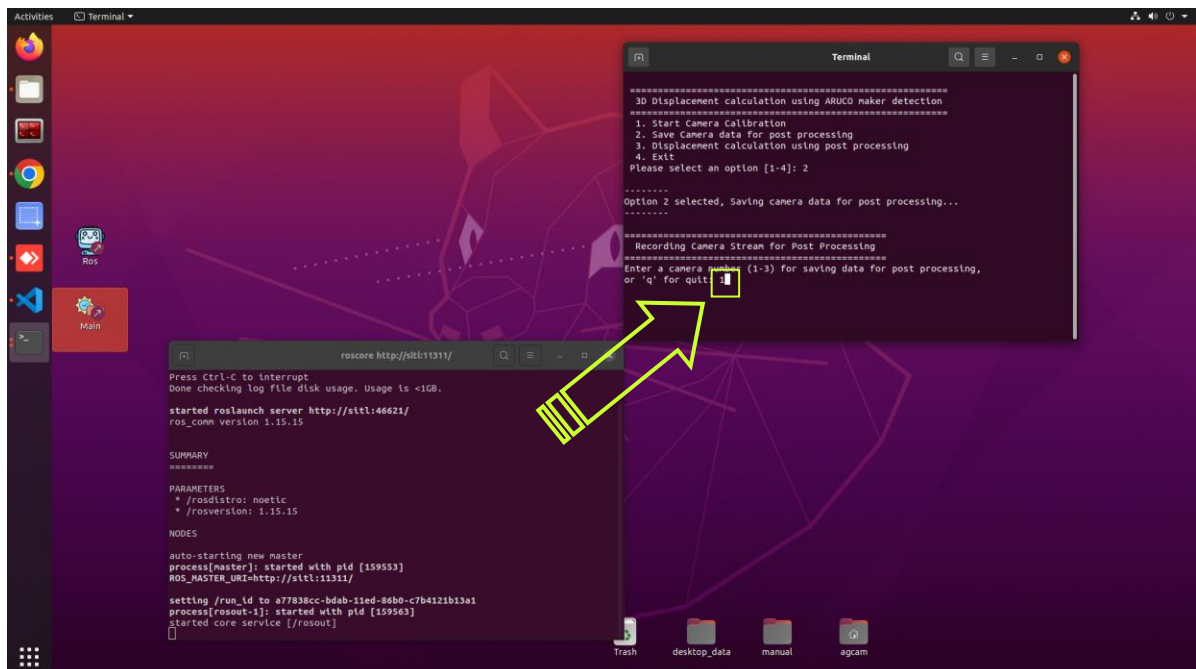 Activities
Terminal
Ros
Main
Terminal
=========================================================
3D Displacement calculation using ARUCO maker detection
=========================================================
1. Start Camera Calibration
2. Save Camera data for post processing
3. Displacement calculation using post processing
4. Exit
Please select an option [1-4]: 2
--------
Option 2 selected, Saving camera data for post processing...
--------
===============================================
Recording Camera Stream for Post Processing
===============================================
Enter a camera number (1-3) for saving data for post processing,
or 'q' for quit: 1
roscore http://sitl:11311/
Press Ctrl-C to interrupt
Done checking log file disk usage. Usage is <1GB.
started roslaunch server http://sitl:46621/
ros_comm version 1.15.15
SUMMARY
========
PARAMETERS
* /rosdistro: noetic
* /rosversion: 1.15.15
NODES
auto-starting new master
process[master]: started with pid [159553]
ROS_MASTER_URI=http://sitl:11311/
setting /run_id to a77838cc-bdab-11ed-86b0-c7b4121b13a1
process[rosout-1]: started with pid [159563]
started core service [/rosout]
Trash
desktop_data
manual
agcam